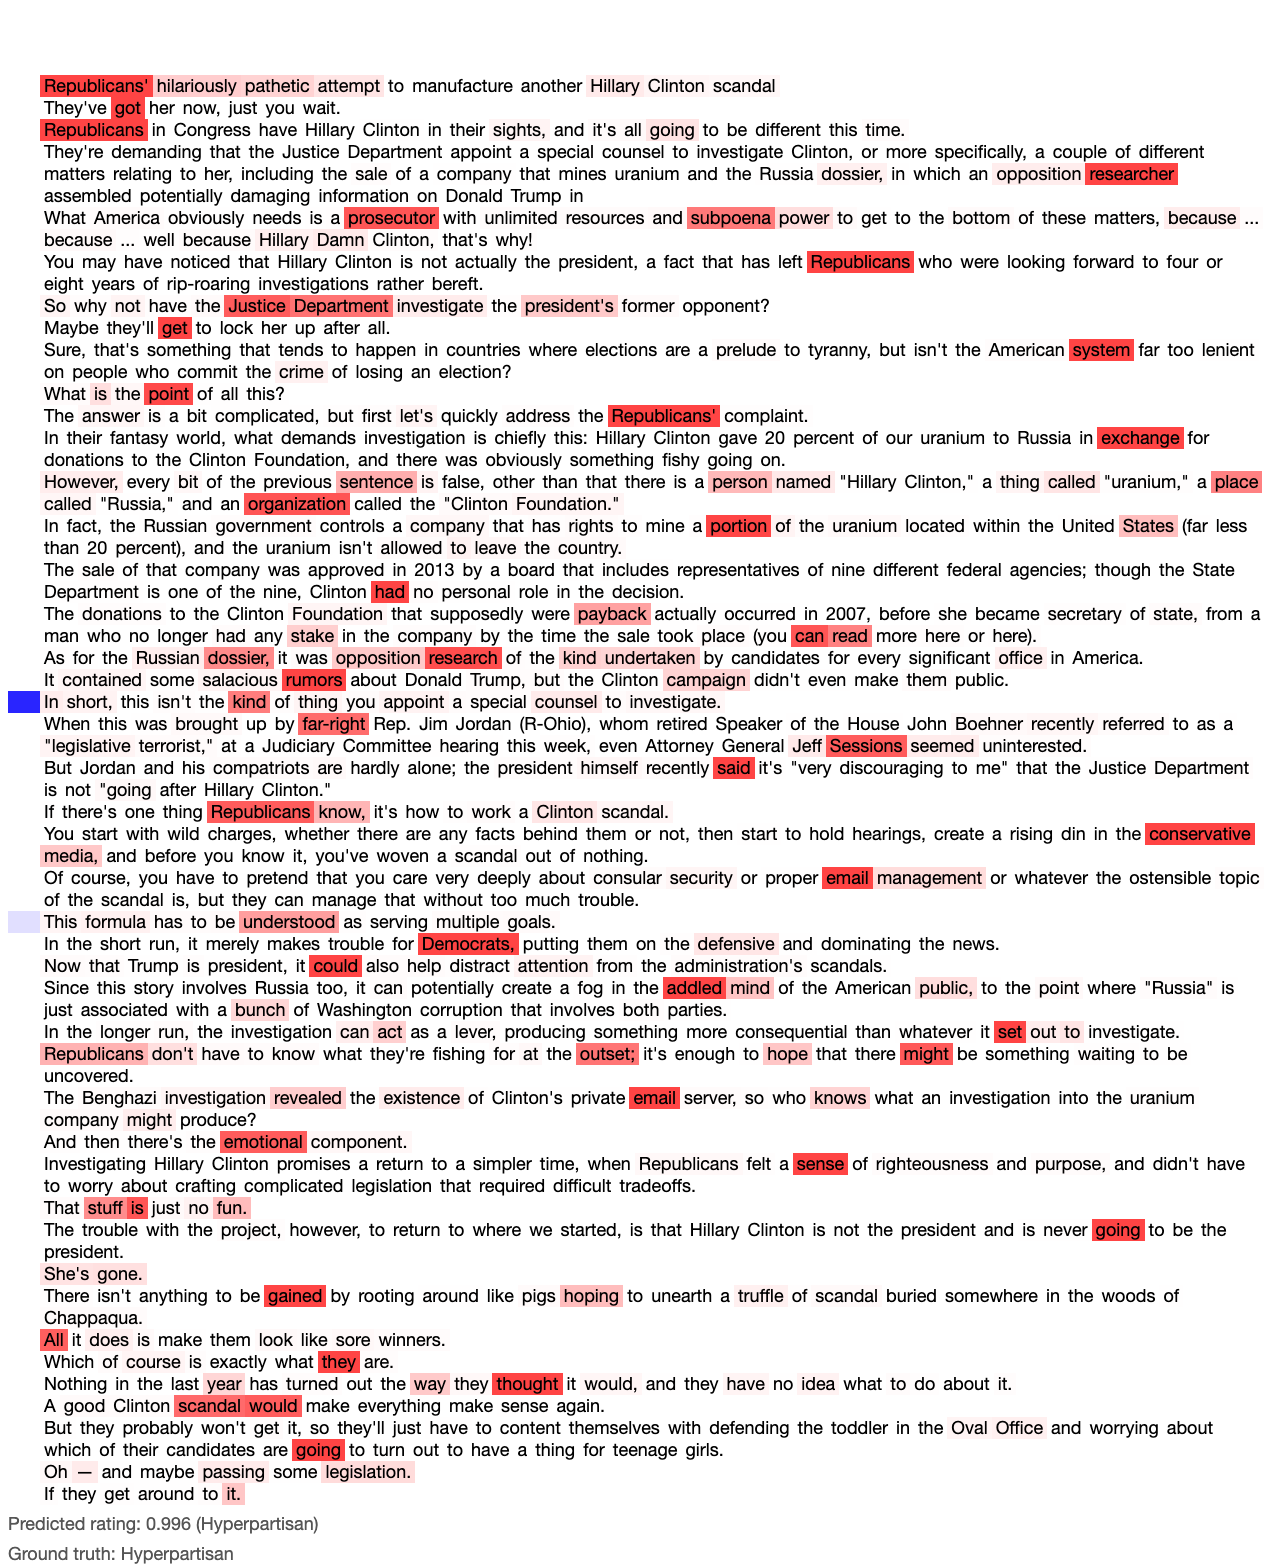 Republicans' hilariously pathetic attempt to manufacture another Hillary Clinton scandal
They've got her now, just you wait.
Republicans in Congress have Hillary Clinton in their sights, and it's all going to be different this time.
They're demanding that the Justice Department appoint a special counsel to investigate Clinton, or more specifically, a couple of different
matters relating to her, including the sale of a company that mines uranium and the Russia dossier, in which an opposition researcher
assembled potentially damaging information on Donald Trump in
What America obviously needs is a prosecutor with unlimited resources and subpoena power to get to the bottom of these matters, because ...
because ... well because Hillary Damn Clinton, that's why!
You may have noticed that Hillary Clinton is not actually the president, a fact that has left Republicans who were looking forward to four or
eight years of rip-roaring investigations rather bereft.
So why not have the Justice Department investigate the president's former opponent?
Maybe they'll get to lock her up after all.
Sure, that's something that tends to happen in countries where elections are a prelude to tyranny, but isn't the American system far too lenient
on people who commit the crime of losing an election?
What is the point of all this?
The answer is a bit complicated, but first let's quickly address the Republicans' complaint.
In their fantasy world, what demands investigation is chiefly this: Hillary Clinton gave 20 percent of our uranium to Russia in exchange for
donations to the Clinton Foundation, and there was obviously something fishy going on.
However, every bit of the previous sentence is false, other than that there is a person named "Hillary Clinton," a thing called "uranium," a place
called "Russia," and an organization called the "Clinton Foundation."
In fact, the Russian government controls a company that has rights to mine a portion of the uranium located within the United States (far less
than 20 percent), and the uranium isn't allowed to leave the country.
The sale of that company was approved in 2013 by a board that includes representatives of nine different federal agencies; though the State
Department is one of the nine, Clinton had no personal role in the decision.
The donations to the Clinton Foundation that supposedly were payback actually occurred in 2007, before she became secretary of state, from a
man who no longer had any stake in the company by the time the sale took place (you can read more here or here).
As for the Russian dossier, it was opposition research of the kind undertaken by candidates for every significant office in America.
It contained some salacious rumors about Donald Trump, but the Clinton campaign didn't even make them public.
In short, this isn't the kind of thing you appoint a special counsel to investigate.
When this was brought up by far-right Rep. Jim Jordan (R-Ohio), whom retired Speaker of the House John Boehner recently referred to as a
"legislative terrorist," at a Judiciary Committee hearing this week, even Attorney General Jeff Sessions seemed uninterested.
But Jordan and his compatriots are hardly alone; the president himself recently said it's "very discouraging to me" that the Justice Department
is not "going after Hillary Clinton."
If there's one thing Republicans know, it's how to work a Clinton scandal.
You start with wild charges, whether there are any facts behind them or not, then start to hold hearings, create a rising din in the conservative
media, and before you know it, you've woven a scandal out of nothing.
Of course, you have to pretend that you care very deeply about consular security or proper email management or whatever the ostensible topic
of the scandal is, but they can manage that without too much trouble.
This formula has to be understood as serving multiple goals.
In the short run, it merely makes trouble for Democrats, putting them on the defensive and dominating the news.
Now that Trump is president, it could also help distract attention from the administration's scandals.
Since this story involves Russia too, it can potentially create a fog in the addled mind of the American public, to the point where "Russia" is
just associated with a bunch of Washington corruption that involves both parties.
In the longer run, the investigation can act as a lever, producing something more consequential than whatever it set out to investigate.
Republicans don't have to know what they're fishing for at the outset; it's enough to hope that there might be something waiting to be
uncovered.
The Benghazi investigation revealed the existence of Clinton's private email server, so who knows what an investigation into the uranium
company might produce?
And then there's the emotional component.
Investigating Hillary Clinton promises a return to a simpler time, when Republicans felt a sense of righteousness and purpose, and didn't have
to worry about crafting complicated legislation that required difficult tradeoffs.
That stuff is just no fun.
The trouble with the project, however, to return to where we started, is that Hillary Clinton is not the president and is never going to be the
president.
She's gone.
There isn't anything to be gained by rooting around like pigs hoping to unearth a truffle of scandal buried somewhere in the woods of
Chappaqua.
All it does is make them look like sore winners.
Which of course is exactly what they are.
Nothing in the last year has turned out the way they thought it would, and they have no idea what to do about it.
A good Clinton scandal would make everything make sense again.
But they probably won't get it, so they'll just have to content themselves with defending the toddler in the Oval Office and worrying about
which of their candidates are going to turn out to have a thing for teenage girls.
Oh — and maybe passing some legislation.
If they get around to it.
Predicted rating: 0.996 (Hyperpartisan)
Ground truth: Hyperpartisan